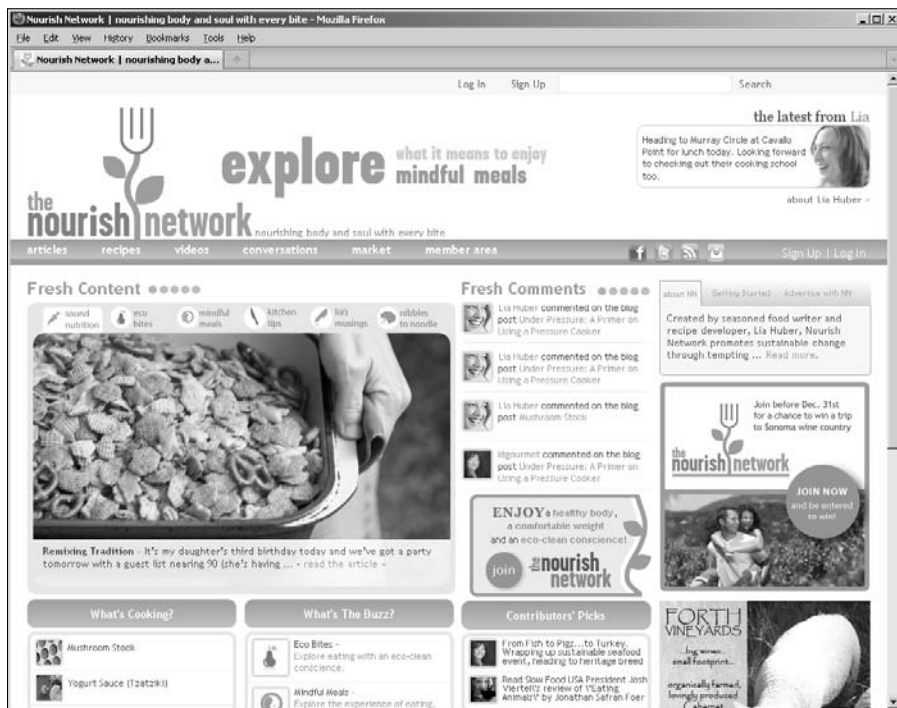 Nourish Network | nourishing body and soul with every bite - Mozilla Firefox
File Edit View History Bookmarks Tools Help
Nourish Network | nourishing body a...
Log In Sign Up Search
the latest from Lia
Heading to Murray Circle at Cavallo
Point for lunch today. Looking forward
to checking out their cooking school
too.
about Lia Huber »
explore what it means to enjoy
mindful meals
the
nourish network nourishing body and soul with every bite
articles recipes videos conversations market member area Sign Up | Log In
Fresh Content
sound
nutrition
eco
bites
mindful
meals
kitchen
tips
lia's
musings
nibbles
to noodle
Remixing Tradition - It's my daughter's third birthday today and we've got a party
tomorrow with a guest list nearing 90 (she's having ... - read the article »
Fresh Comments
Lia Huber commented on the blog
post Under Pressure: A Primer on
Using a Pressure Cooker
Lia Huber commented on the blog
post Under Pressure: A Primer on
Using a Pressure Cooker
Lia Huber commented on the blog
post Mushroom Stock
litgourmet commented on the blog
post Under Pressure: A Primer on
Using a Pressure Cooker
ENJOY a healthy body,
a comfortable weight
and an eco-clean conscience!
join the
nourish
network
about NN Getting Started Advertise with NN
Created by seasoned food writer and
recipe developer, Lia Huber, Nourish
Network promotes sustainable change
through tempting ... Read more.
Join before Dec. 31st
for a chance to win a trip
to Sonoma wine country
the
nourish network
JOIN NOW
and be entered
to win!
What's Cooking?
Mushroom Stock
Yogurt Sauce (Tzatziki)
What's The Buzz?
Eco Bites -
Explore eating with an eco-clean
conscience.
Mindful Meals -
Explore the experience of eating.
Contributors' Picks
From Fish to Pigs...to Turkey.
Wrapping up sustainable seafood
event, heading to heritage breed
Read Slow Food USA President Josh
Viertel's review of \"Eating
Animals\" by Jonathan Safran Foer
FORTH
VINEYARDS
...big wines...
small footprint...
organically farmed,
lovingly produced
Cabernet